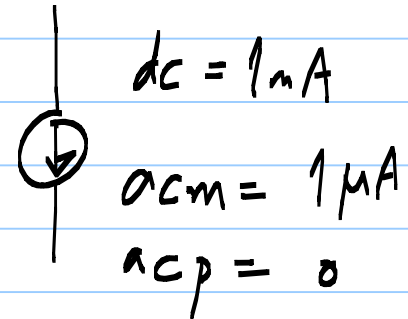 dc = 1mA
acm = 1μA
acp = 0